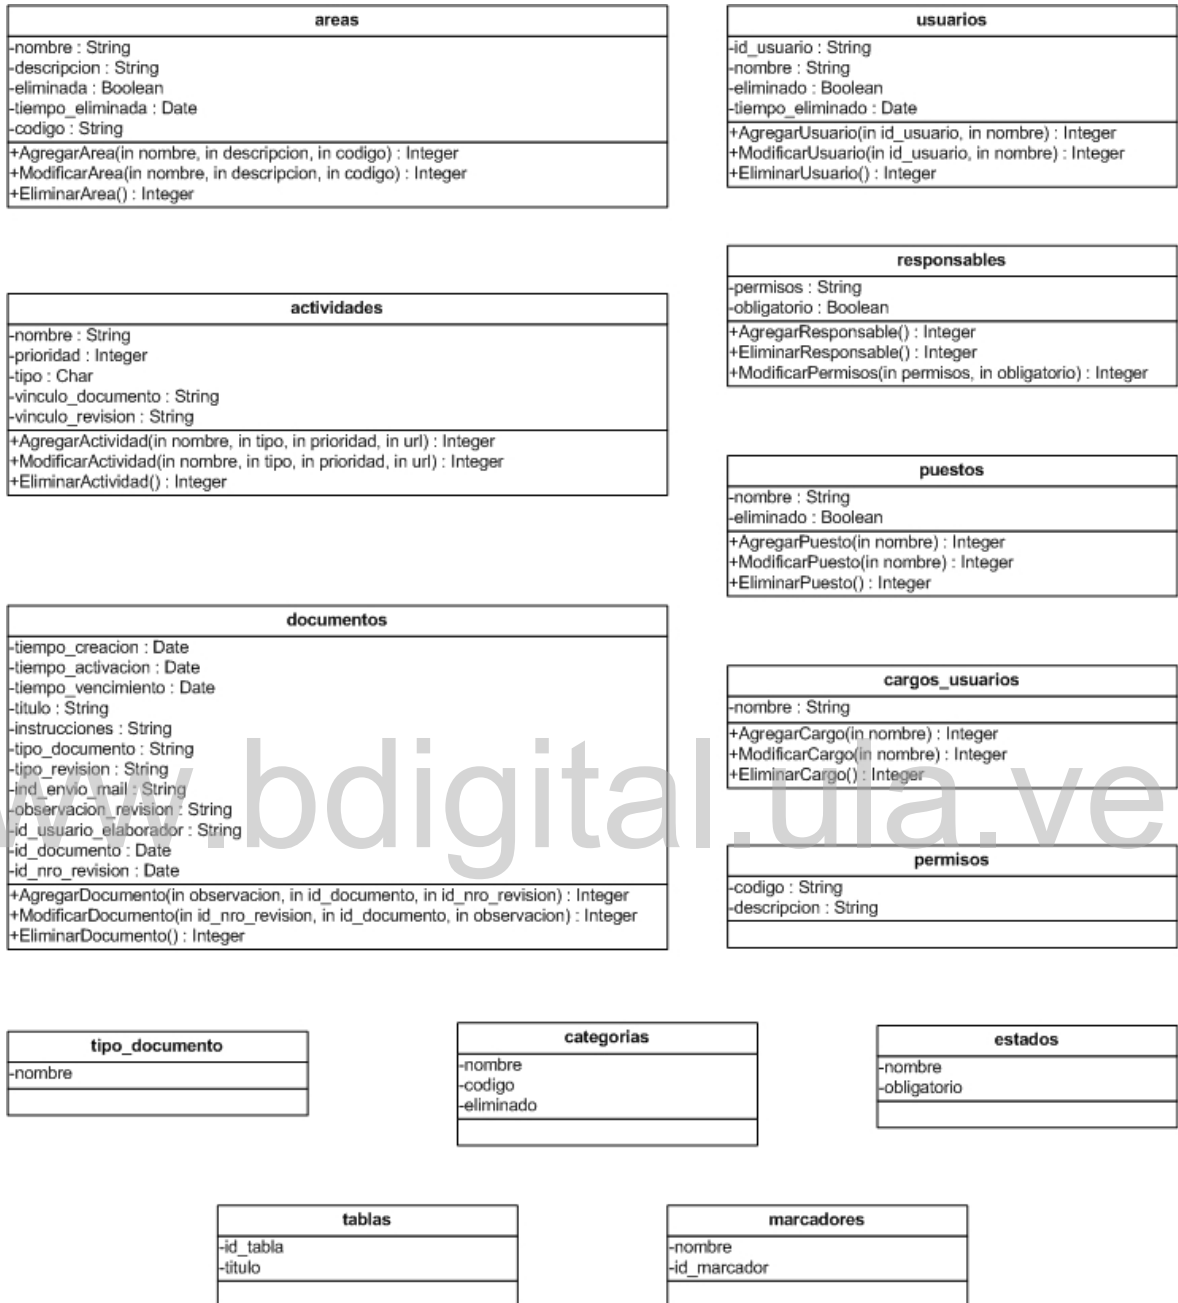 areas
-nombre : String
-descripcion : String
-eliminada : Boolean
-tiempo_eliminada : Date
-codigo : String
+AgregarArea(in nombre, in descripcion, in codigo) : Integer
+ModificarArea(in nombre, in descripcion, in codigo) : Integer
+EliminarArea() : Integer
usuarios
-id_usuario : String
-nombre : String
-eliminado : Boolean
-tiempo_eliminado : Date
+AgregarUsuario(in id_usuario, in nombre) : Integer
+ModificarUsuario(in id_usuario, in nombre) : Integer
+EliminarUsuario() : Integer
responsables
-permisos : String
-obligatorio : Boolean
+AgregarResponsable() : Integer
+EliminarResponsable() : Integer
+ModificarPermisos(in permisos, in obligatorio) : Integer
actividades
-nombre : String
-prioridad : Integer
-tipo : Char
-vinculo_documento : String
-vinculo_revision : String
+AgregarActividad(in nombre, in tipo, in prioridad, in url) : Integer
+ModificarActividad(in nombre, in tipo, in prioridad, in url) : Integer
+EliminarActividad() : Integer
puestos
-nombre : String
-eliminado : Boolean
+AgregarPuesto(in nombre) : Integer
+ModificarPuesto(in nombre) : Integer
+EliminarPuesto() : Integer
documentos
-tiempo_creacion : Date
-tiempo_activacion : Date
-tiempo_vencimiento : Date
-titulo : String
-instrucciones : String
-tipo_documento : String
-tipo_revision : String
-ind_envio_mail : String
-observacion_revision : String
-id_usuario_elaborador : String
-id_documento : Date
-id_nro_revision : Date
+AgregarDocumento(in observacion, in id_documento, in id_nro_revision) : Integer
+ModificarDocumento(in id_nro_revision, in id_documento, in observacion) : Integer
+EliminarDocumento() : Integer
cargos_usuarios
-nombre : String
+AgregarCargo(in nombre) : Integer
+ModificarCargo(in nombre) : Integer
+EliminarCargo() : Integer
www.bdigital.ula.ve
permisos
-codigo : String
-descripcion : String
tipo_documento
-nombre
categorias
-nombre
-codigo
-eliminado
estados
-nombre
-obligatorio
tablas
-id_tabla
-titulo
marcadores
-nombre
-id_marcador